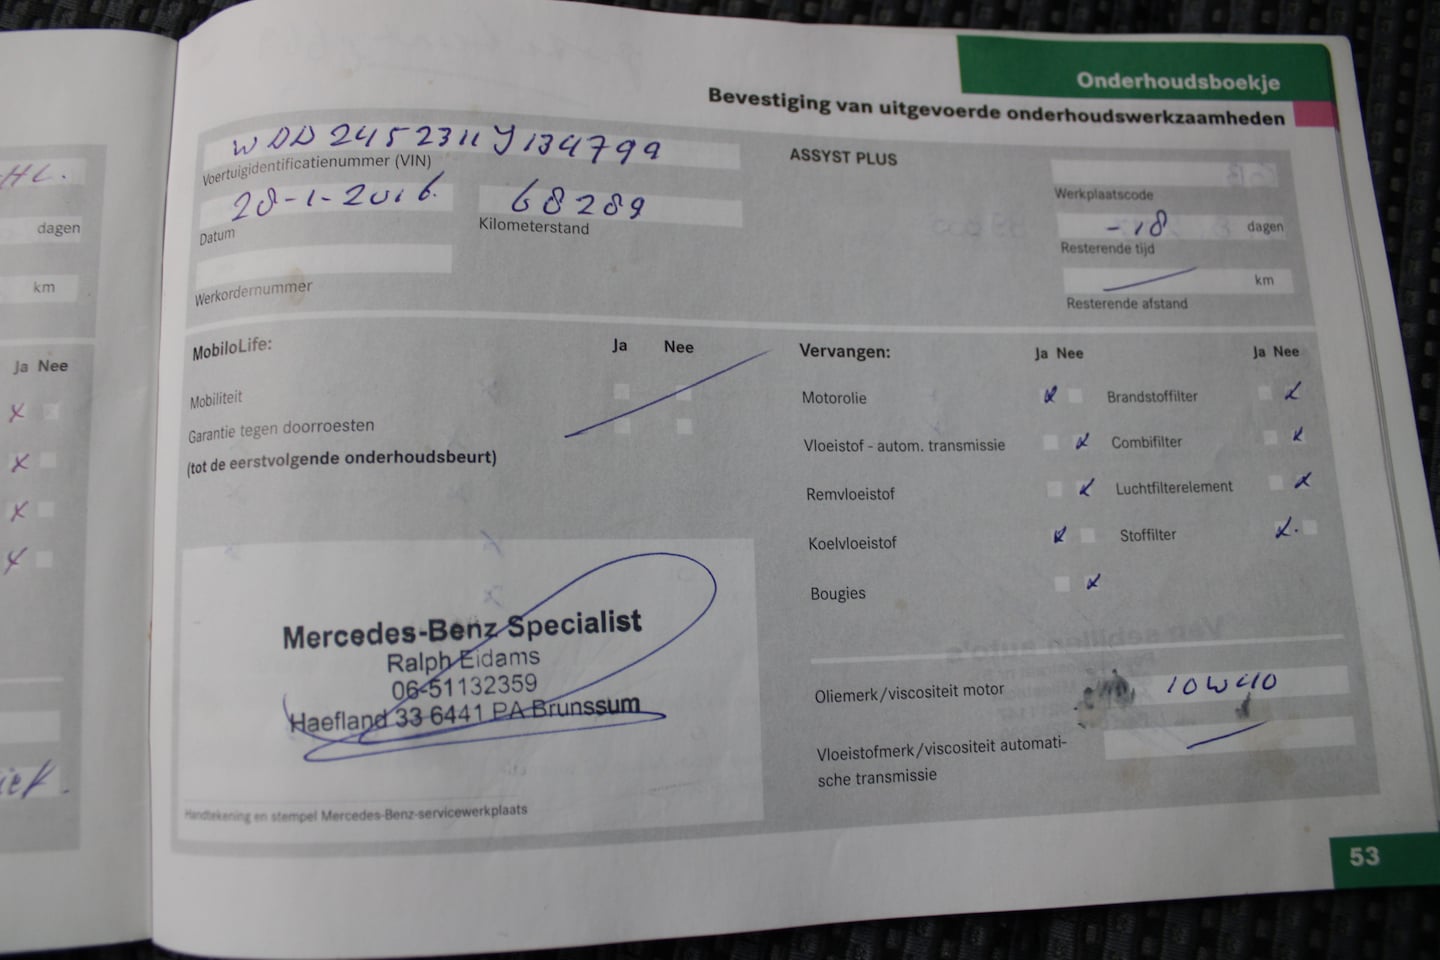 Onderhoudsboekje
Bevestiging van uitgevoerde onderhoudswerkzaamheden
WDD2452311J134799
Voertuigidentificatienummer (VIN)
28-1-2016.
68289
Datum
Kilometerstand
Werkordernummer
ASSYST PLUS
Werkplaatscode
-18 dagen
Resterende tijd
km
Resterende afstand
MobiloLife: Ja Nee
Mobiliteit
Garantie tegen doorroesten
(tot de eerstvolgende onderhoudsbeurt)
Vervangen: Ja Nee Ja Nee
Motorolie x Brandstoffilter x
Vloeistof - autom. transmissie x Combifilter x
Remvloeistof x Luchtfilterelement x
Koelvloeistof x Stoffilter x.
Bougies x
Mercedes-Benz Specialist
Ralph Eidams
06-51132359
Haefland 33 6441 PA Brunssum
Handtekening en stempel Mercedes-Benz-servicewerkplaats
Oliemerk/viscositeit motor 10W40
Vloeistofmerk/viscositeit automati-
sche transmissie
53
HL.
dagen
km
Ja Nee
x
x
x
x